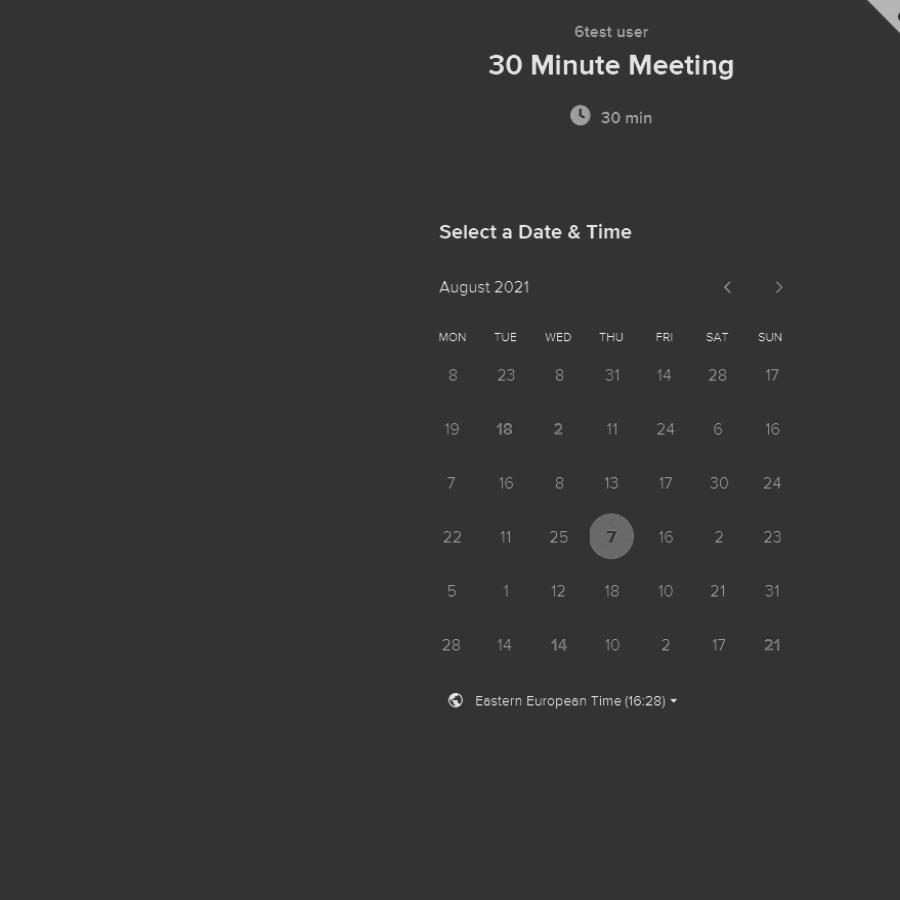 6test user
30 Minute Meeting
30 min
Select a Date & Time
August 2021
MON TUE WED THU FRI SAT SUN
8 23 8 31 14 28 17
19 18 2 11 24 6 16
7 16 8 13 17 30 24
22 11 25 7 16 2 23
5 1 12 18 10 21 31
28 14 14 10 2 17 21
Eastern European Time (16:28)